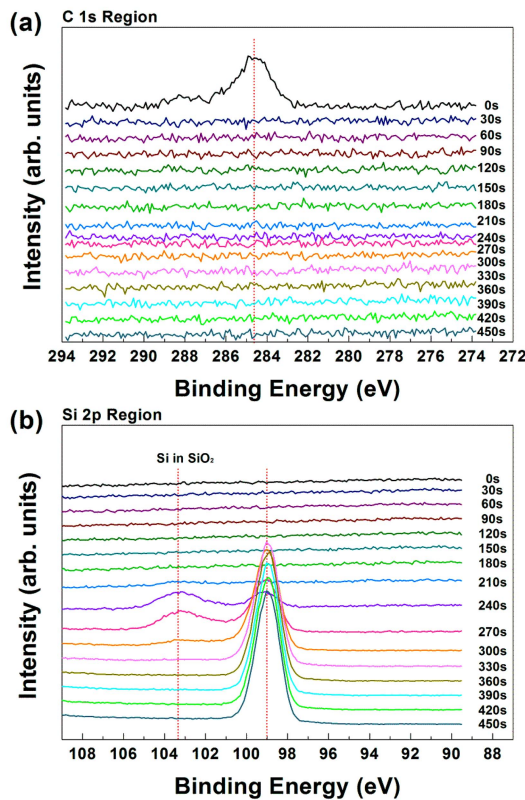 (a)
C 1s Region
Intensity (arb. units)
0s
30s
60s
90s
120s
150s
180s
210s
240s
270s
300s
330s
360s
390s
420s
450s
294 292 290 288 286 284 282 280 278 276 274 272
Binding Energy (eV)
(b)
Si 2p Region
Si in SiO₂
Intensity (arb. units)
0s
30s
60s
90s
120s
150s
180s
210s
240s
270s
300s
330s
360s
390s
420s
450s
108 106 104 102 100 98 96 94 92 90 88
Binding Energy (eV)